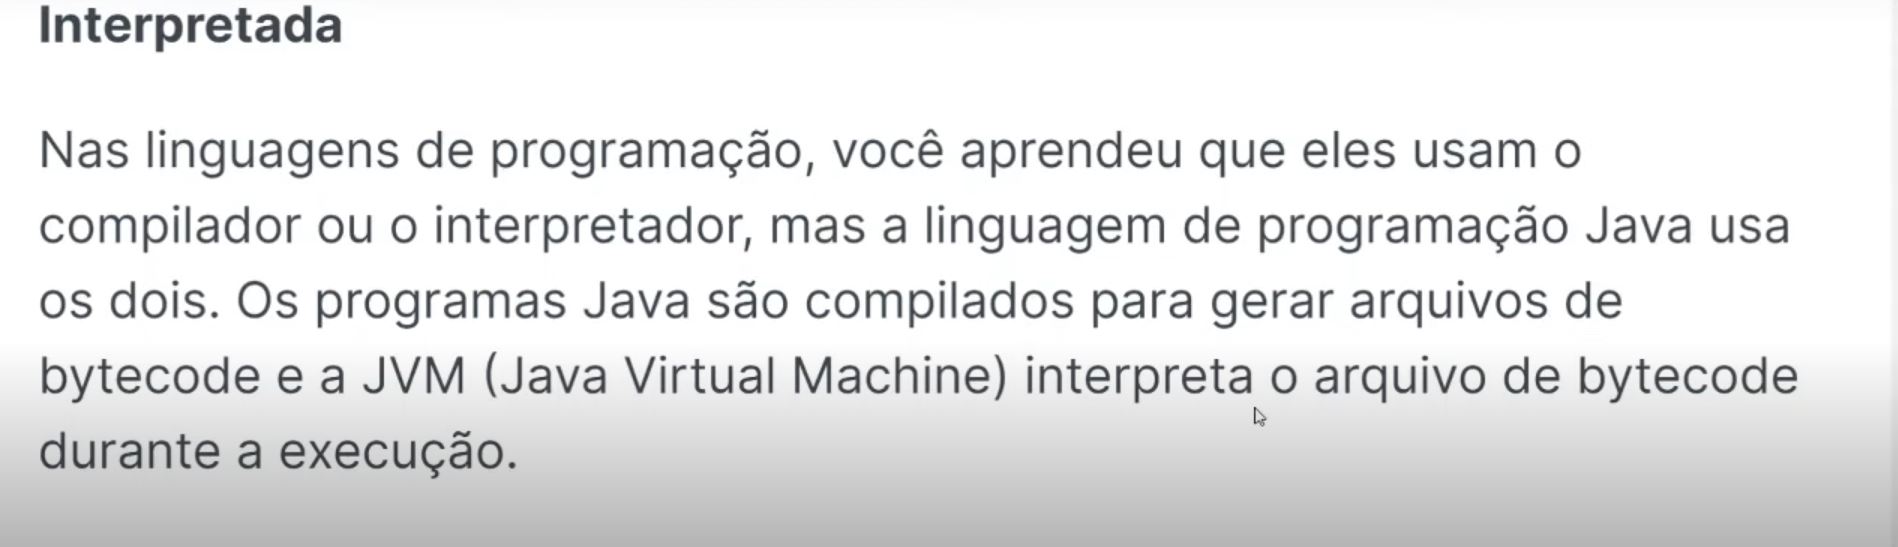 Interpretada
Nas linguagens de programação, você aprendeu que eles usam o
compilador ou o interpretador, mas a linguagem de programação Java usa
os dois. Os programas Java são compilados para gerar arquivos de
bytecode e a JVM (Java Virtual Machine) interpreta o arquivo de bytecode
durante a execução.